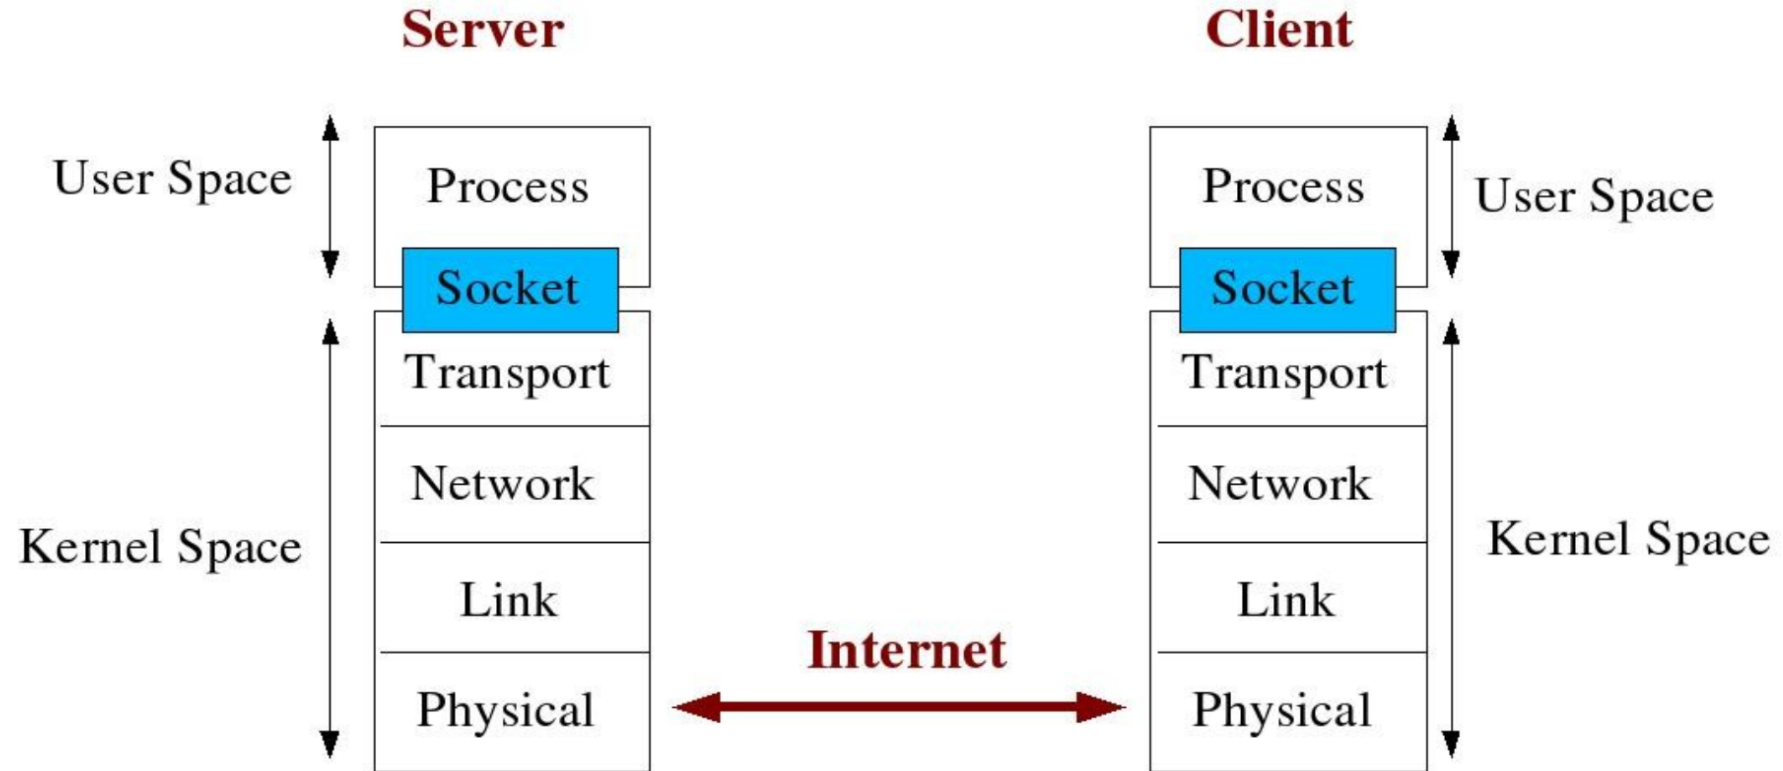 Server
Client
User Space
Process
Process
User Space
Socket
Socket
Transport
Transport
Network
Network
Kernel Space
Kernel Space
Link
Link
Internet
Physical
Physical